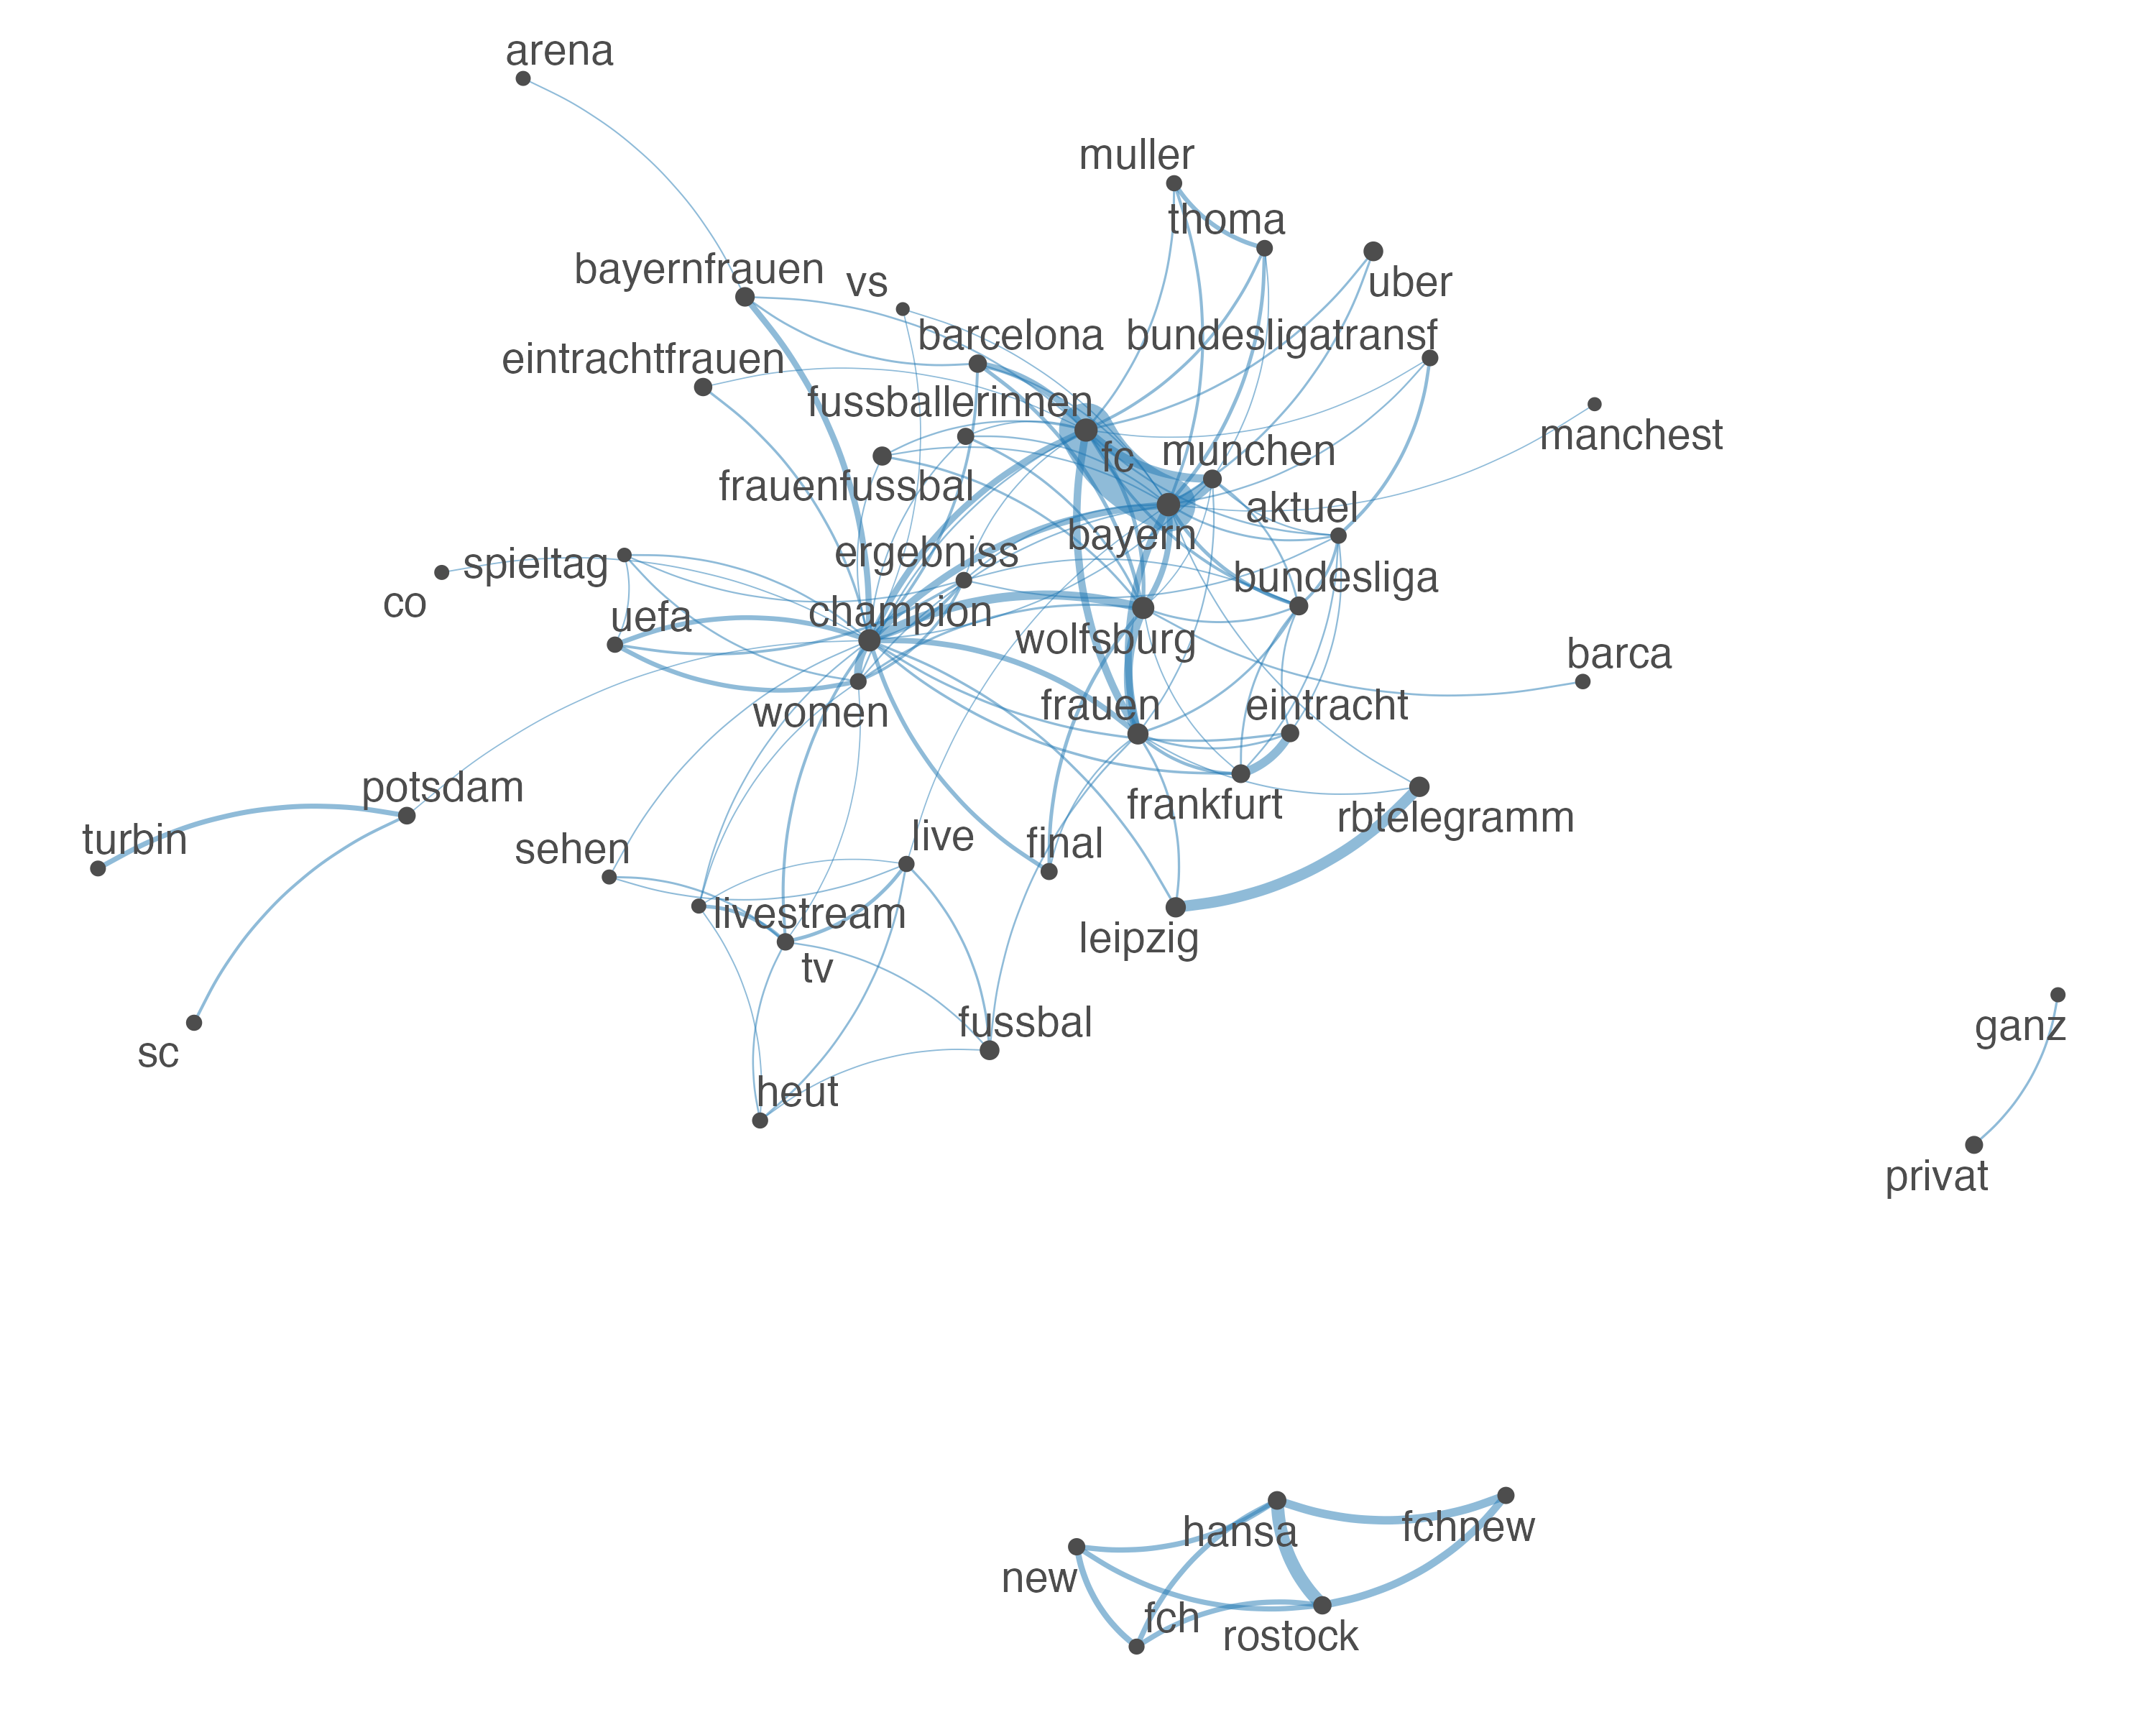 arena
muller
thoma
bayernfrauen
vs
uber
barcelona
bundesligatransf
eintrachtfrauen
fussballerinnen
manchest
fc
munchen
frauenfussbal
aktuel
bayern
ergebniss
spieltag
bundesliga
co
uefa
champion
wolfsburg
barca
women
frauen
eintracht
potsdam
frankfurt
rbtelegramm
turbin
sehen
live
final
livestream
leipzig
tv
fussbal
ganz
sc
heut
privat
hansa
fchnew
new
fch
rostock